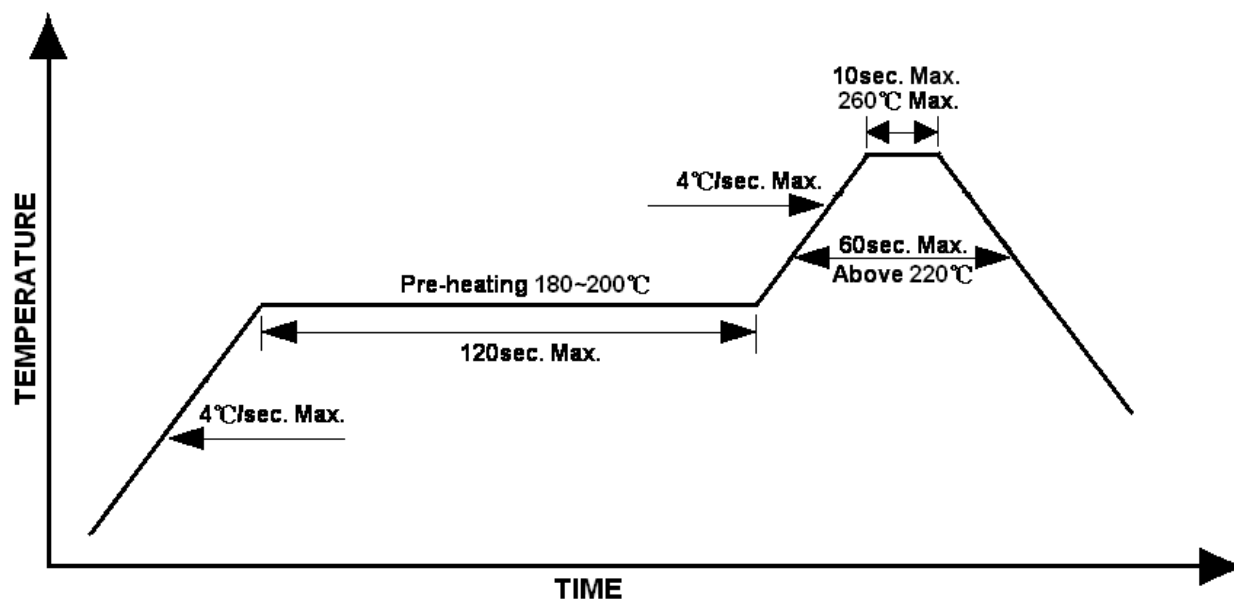 10sec. Max.
260℃ Max.
4℃/sec. Max.
60sec. Max.
Above 220℃
Pre-heating 180~200℃
120sec. Max.
4℃/sec. Max.
TEMPERATURE
TIME